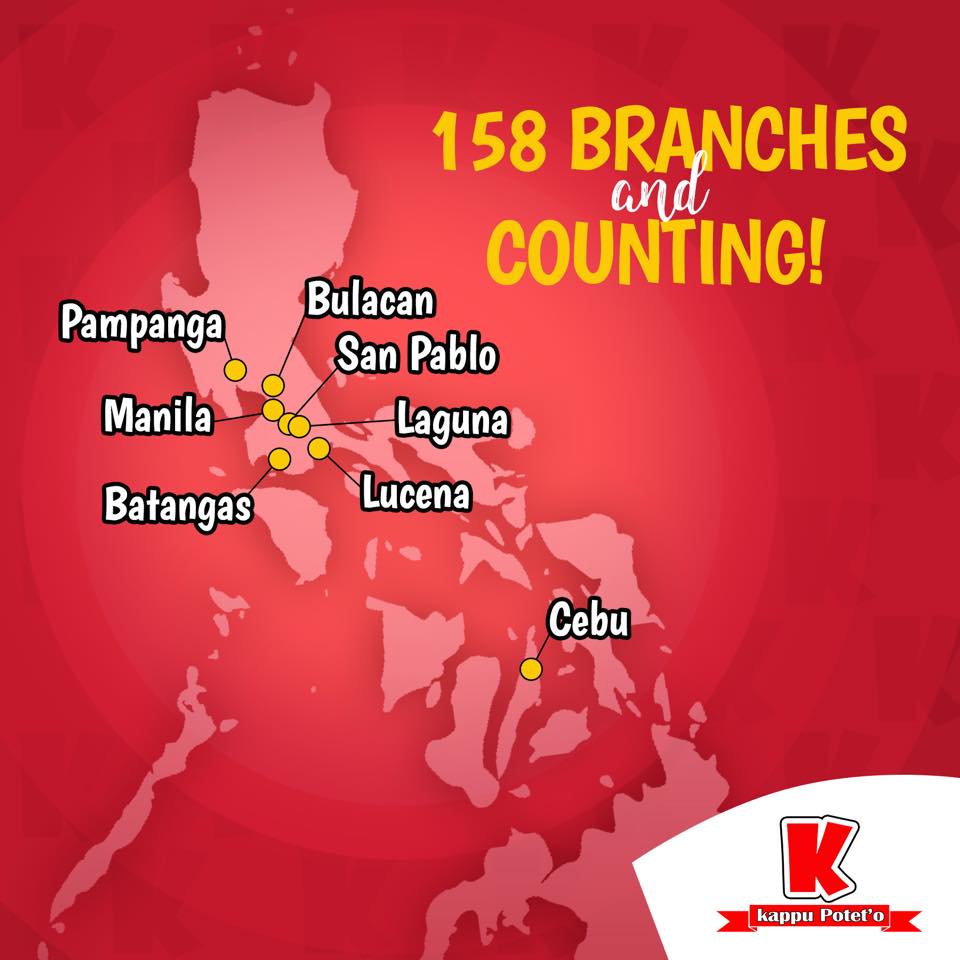 158 BRANCHES
and
COUNTING!
Bulacan
Pampanga
San Pablo
Manila
Laguna
Batangas
Lucena
Cebu
K
kappu Potet'o